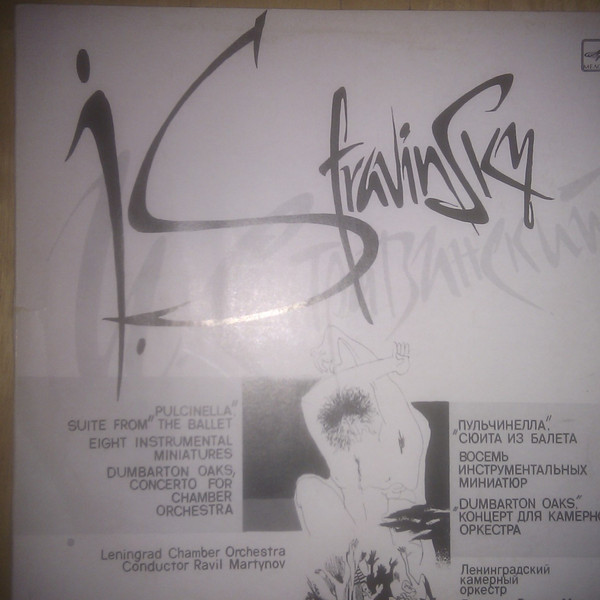 i. Stravinsky
И. Стравинский
"PULCINELLA",
SUITE FROM THE BALLET
EIGHT INSTRUMENTAL
MINIATURES
DUMBARTON OAKS,
CONCERTO FOR
CHAMBER
ORCHESTRA
Leningrad Chamber Orchestra
Conductor Ravil Martynov
"ПУЛЬЧИНЕЛЛА",
СЮИТА ИЗ БАЛЕТА
ВОСЕМЬ
ИНСТРУМЕНТАЛЬНЫХ
МИНИАТЮР
"DUMBARTON OAKS",
КОНЦЕРТ ДЛЯ КАМЕРНО
ОРКЕСТРА
Ленинградский
камерный
оркестр